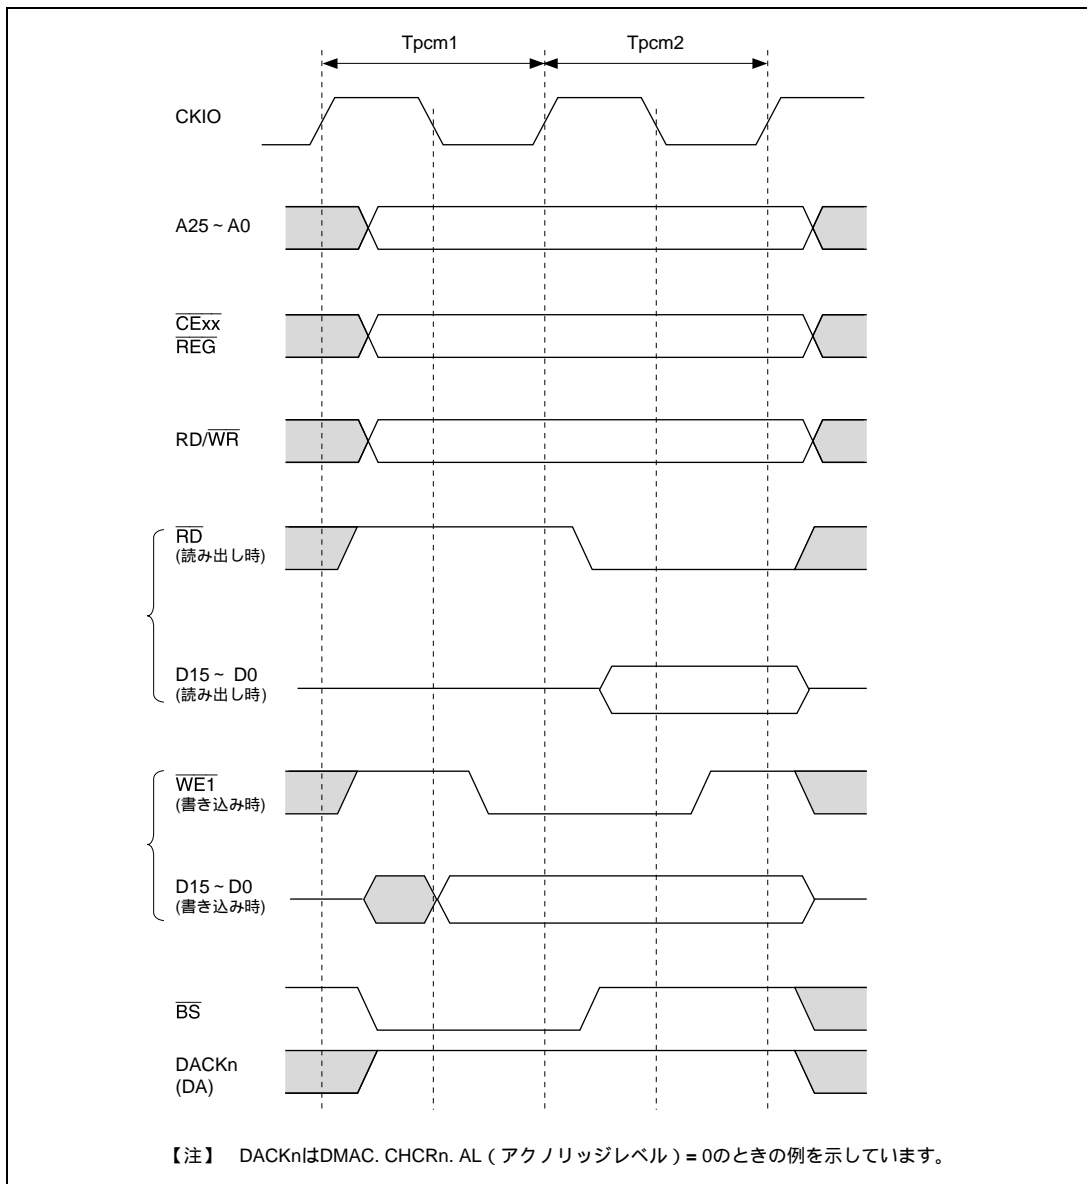 Tpcm1 Tpcm2
CKIO
A25 ~ A0
CExx
REG
RD/WR
RD
(読み出し時)
D15 ~ D0
(読み出し時)
WE1
(書き込み時)
D15 ~ D0
(書き込み時)
BS
DACKn
(DA)
【注】 DACKnはDMAC. CHCRn. AL ( アクノリッジレベル ) = 0のときの例を示しています。